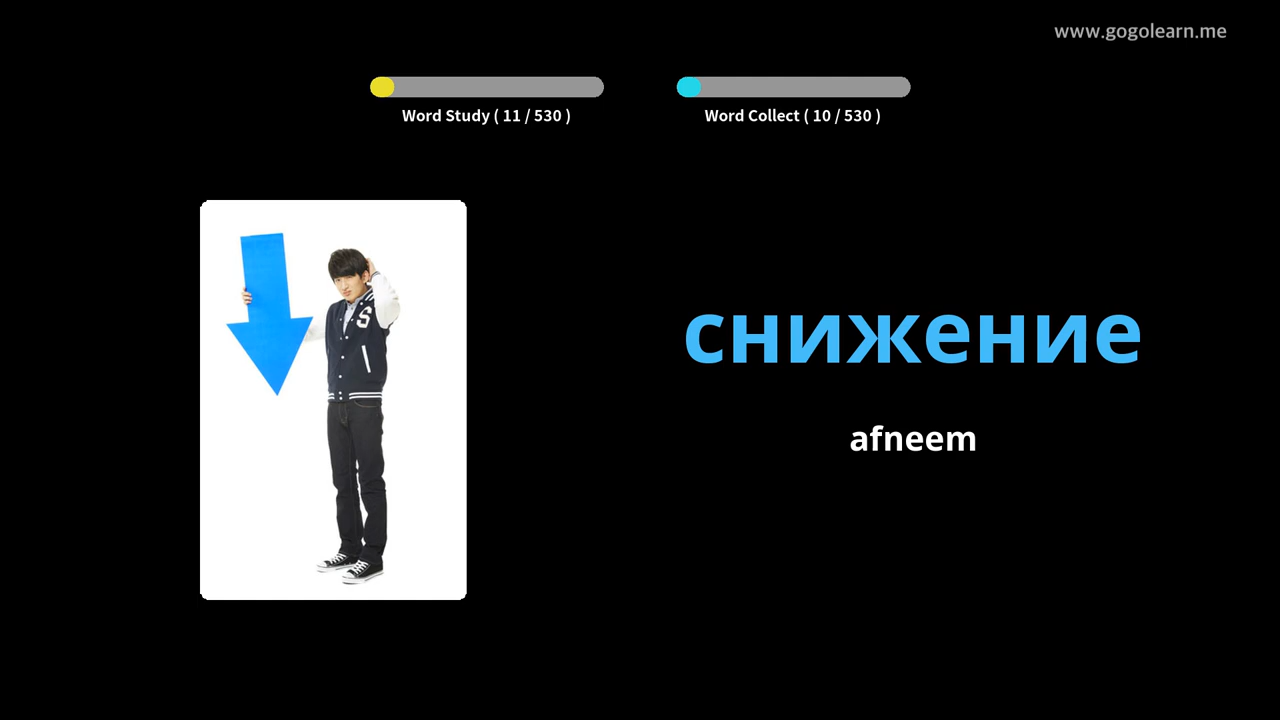 www.gogolearn.me
Word Study ( 11 / 530 )
Word Collect ( 10 / 530 )
S
снижение
afneem